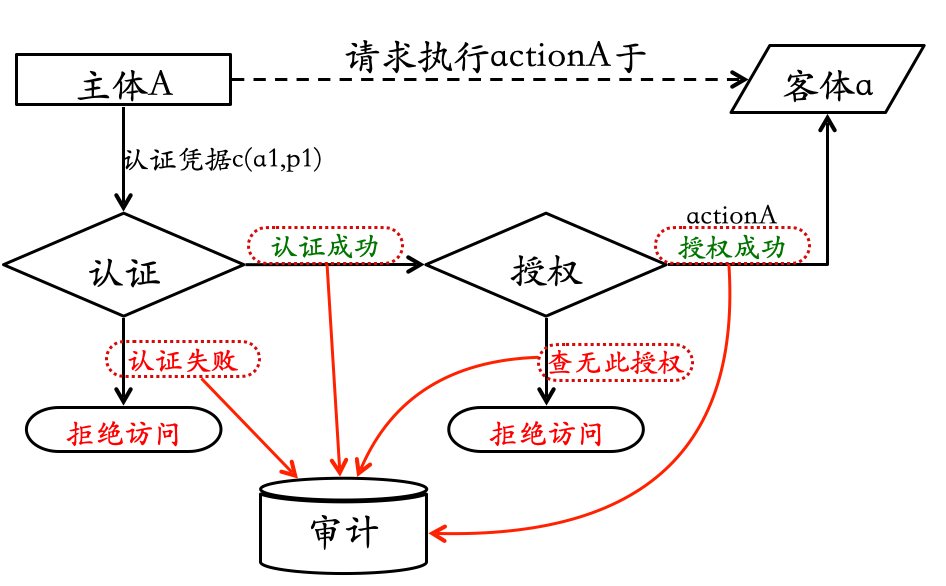 请求执行actionA于
主体A
客体a
认证凭据c(a1,p1)
actionA
认证成功
授权成功
认证
授权
认证失败
查无此授权
拒绝访问
拒绝访问
审计